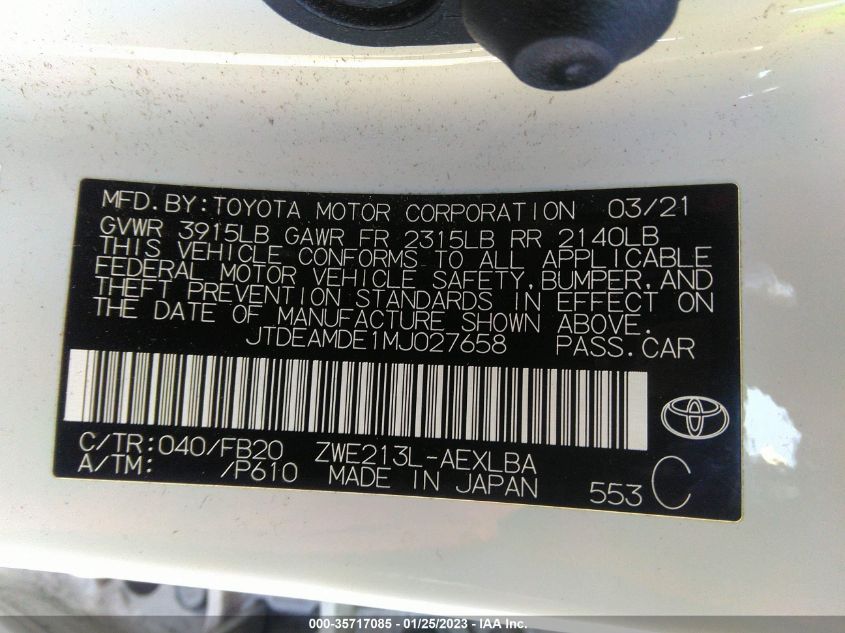 MFD.BY:TOYOTA MOTOR CORPORATION 03/21
GVWR 3915LB GAWR FR 2315LB RR 2140LB
THIS VEHICLE CONFORMS TO ALL APPLICABLE
FEDERAL MOTOR VEHICLE SAFETY,BUMPER,AND
THEFT PREVENTION STANDARDS IN EFFECT ON
THE DATE OF MANUFACTURE SHOWN ABOVE.
JTDEAMDE1MJ027658 PASS.CAR
C/TR:040/FB20 ZWE213L-AEXLBA
A/TM: /P610 MADE IN JAPAN 553 C
000-35717085 - 01/25/2023 - IAA Inc.